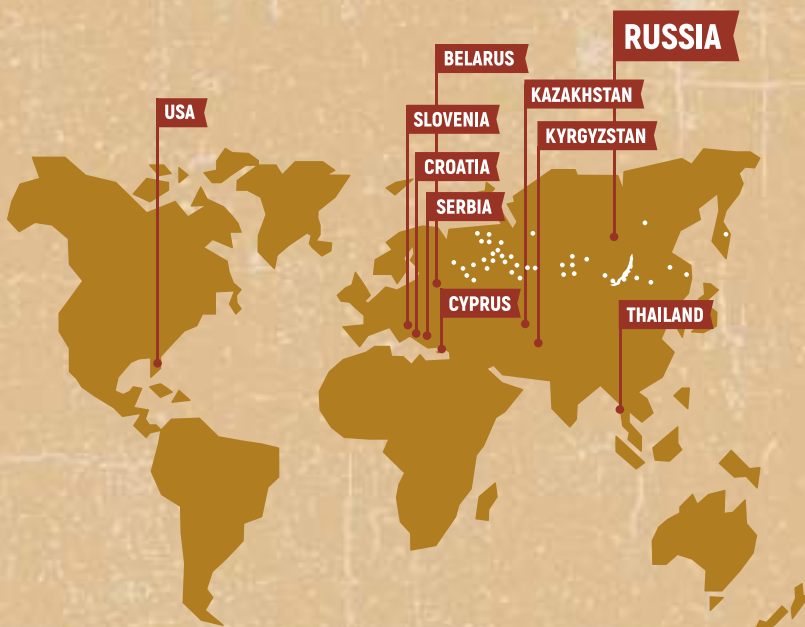 RUSSIA
BELARUS
KAZAKHSTAN
USA
SLOVENIA
KYRGYZSTAN
CROATIA
SERBIA
CYPRUS
THAILAND